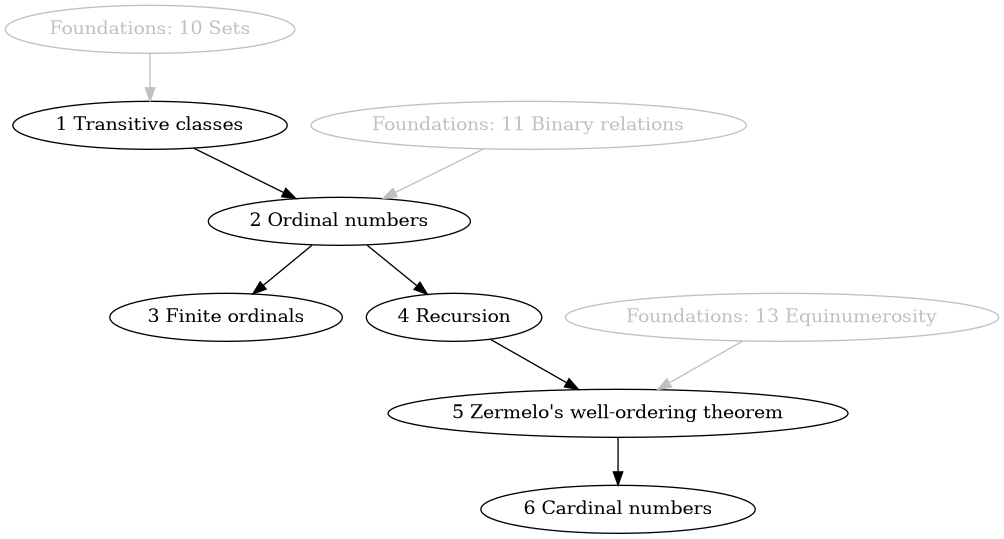 Foundations: 10 Sets
1 Transitive classes
Foundations: 11 Binary relations
2 Ordinal numbers
3 Finite ordinals
4 Recursion
Foundations: 13 Equinumerosity
5 Zermelo's well-ordering theorem
6 Cardinal numbers